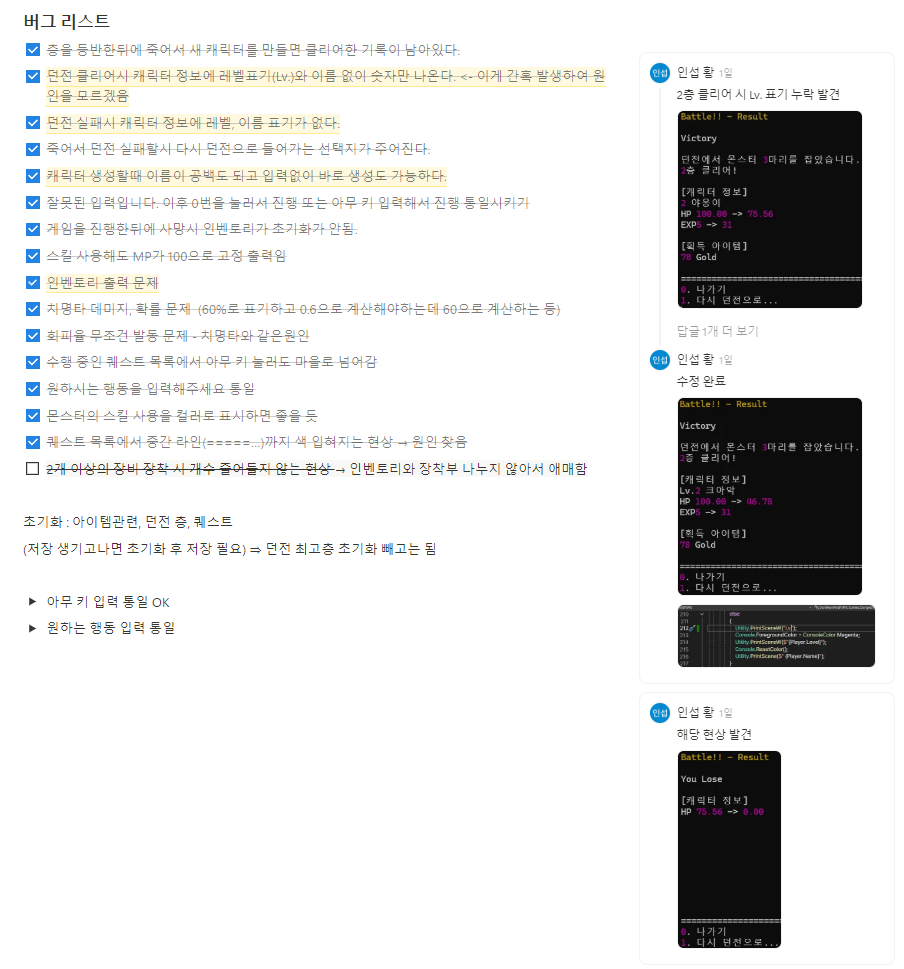 버그 리스트
층을 등반한뒤에 죽어서 새 캐릭터를 만들면 클리어한 기록이 남아있다.
던전 클리어시 캐릭터 정보에 레벨표기(Lv.)와 이름 없이 숫자만 나온다. <- 이게 간혹 발생하여 원
인을 모르겠음
던전 실패시 캐릭터 정보에 레벨, 이름 표기가 없다.
죽어서 던전 실패할시 다시 던전으로 들어가는 선택지가 주어진다.
캐릭터 생성할때 이름이 공백도 되고 입력없이 바로 생성도 가능하다.
잘못된 입력입니다. 이후 0번을 눌러서 진행 또는 아무 키 입력해서 진행 통일시키기
게임을 진행한뒤에 사망시 인벤토리가 초기화가 안됨.
스킬 사용해도 MP가 100으로 고정 출력임
인벤토리 출력 문제
치명타 데미지, 확률 문제 (60%로 표기하고 0.6으로 계산해야하는데 60으로 계산하는 등)
회피율 무조건 발동 문제 - 치명타와 같은원인
수행 중인 퀘스트 목록에서 아무 키 눌러도 마을로 넘어감
원하시는 행동을 입력해주세요 통일
몬스터의 스킬 사용을 컬러로 표시하면 좋을 듯
퀘스트 목록에서 중간 라인(=====...)까지 색 입혀지는 현상 → 원인 찾음
2개 이상의 장비 장착 시 개수 줄어들지 않는 현상 → 인벤토리와 장착부 나누지 않아서 애매함
초기화 : 아이템관련, 던전 층, 퀘스트
(저장 생기고나면 초기화 후 저장 필요) ⇒ 던전 최고층 초기화 빼고는 됨
아무 키 입력 통일 OK
원하는 행동 입력 통일
인섭 인섭 황 1일
2층 클리어 시 Lv. 표기 누락 발견
Battle!! - Result
Victory
던전에서 몬스터 3마리를 잡았습니다.
2층 클리어!
[캐릭터 정보]
2 야옹이
HP 100.00 -> 75.56
EXP5 -> 31
[획득 아이템]
78 Gold
=====================================
0. 나가기
1. 다시 던전으로...
답글 1개 더 보기
인섭 인섭 황 1일
수정 완료
Battle!! - Result
Victory
던전에서 몬스터 3마리를 잡았습니다.
2층 클리어!
[캐릭터 정보]
Lv.2 크아악
HP 100.00 -> 46.78
EXP5 -> 31
[획득 아이템]
78 Gold
=====================================
0. 나가기
1. 다시 던전으로...
210 else
211 {
212
213 Console.ForegroundColor = ConsoleColor.Magenta;
214 Utility.PrintSceneW($"{Player.Level}");
215 Console.ResetColor();
216 Utility.PrintScene($" {Player.Name}");
217 }
인섭 인섭 황 1일
해당 현상 발견
Battle!! - Result
You Lose
[캐릭터 정보]
HP 75.56 -> 0.00
=====================
0. 나가기
1. 다시 던전으로...